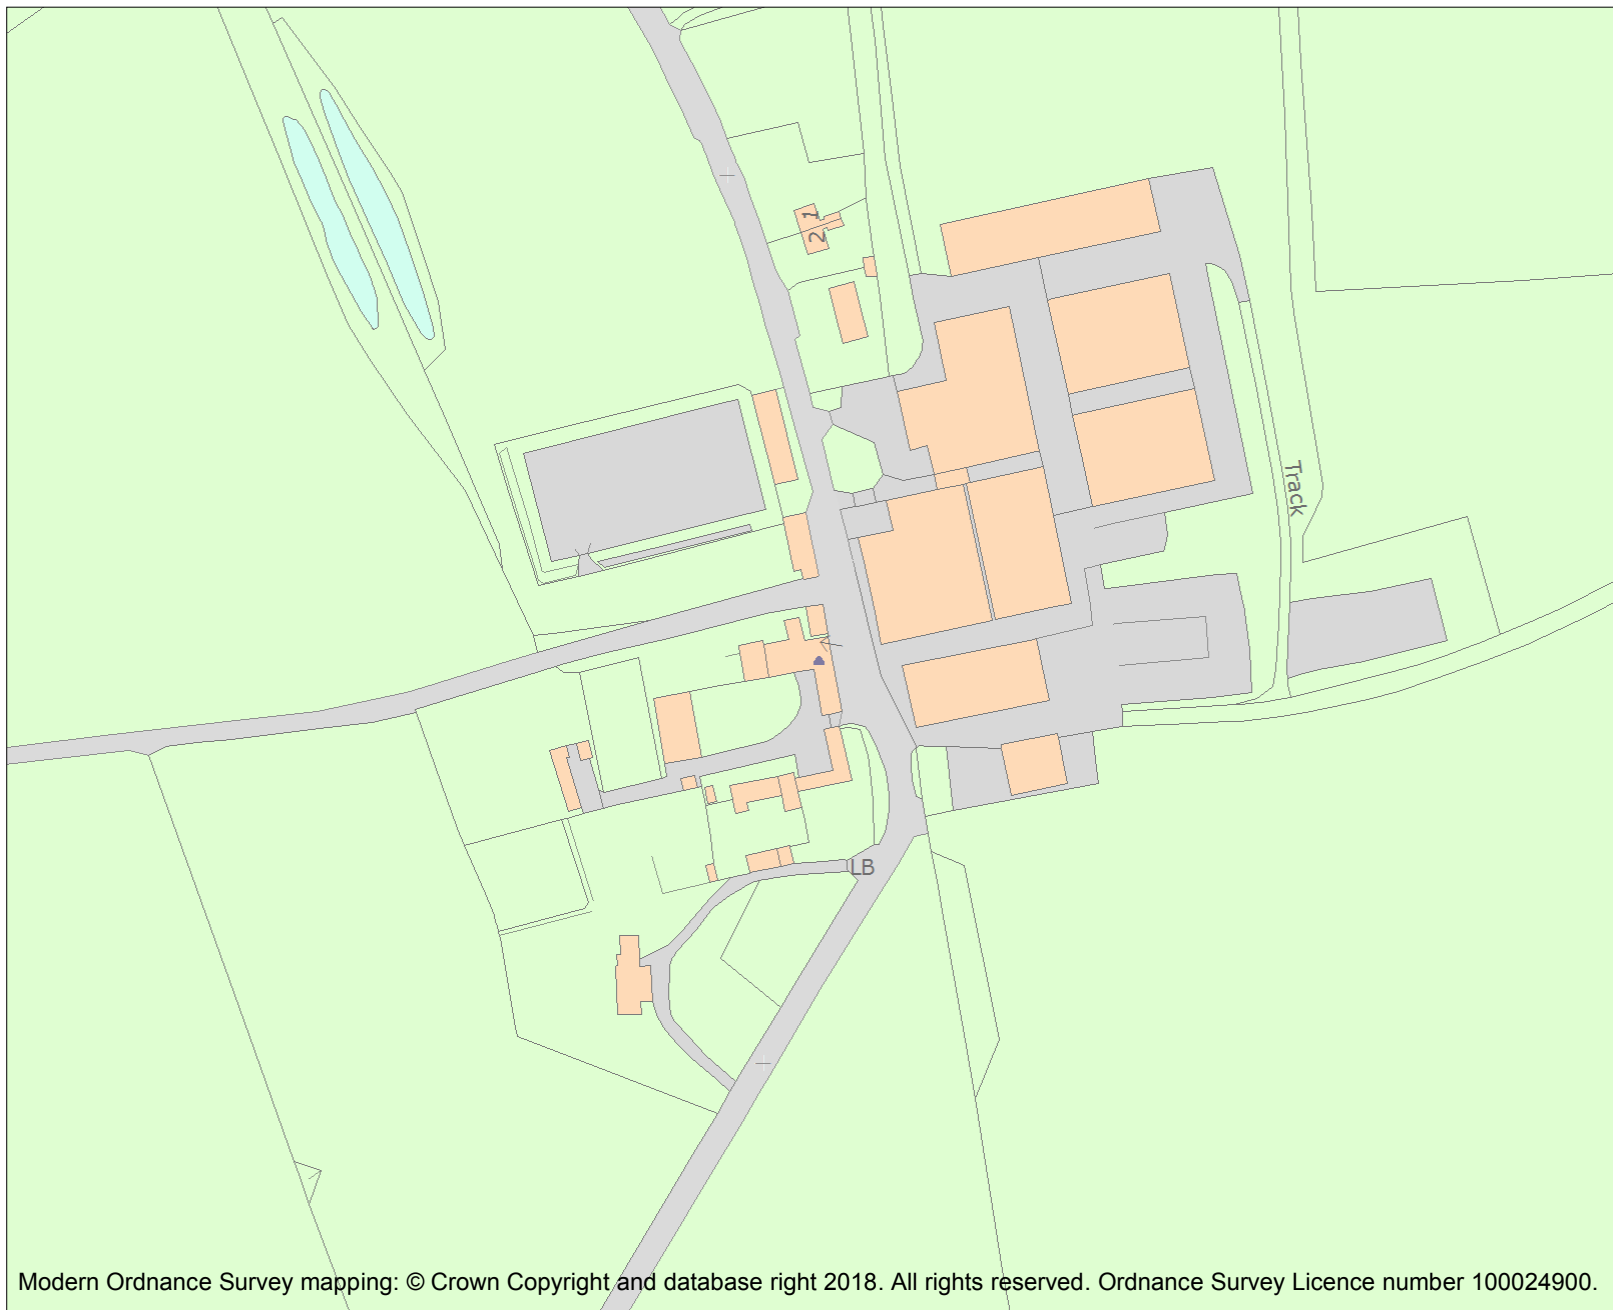 1
2
Track
LB
Modern Ordnance Survey mapping: © Crown Copyright and database right 2018. All rights reserved. Ordnance Survey Licence number 100024900.